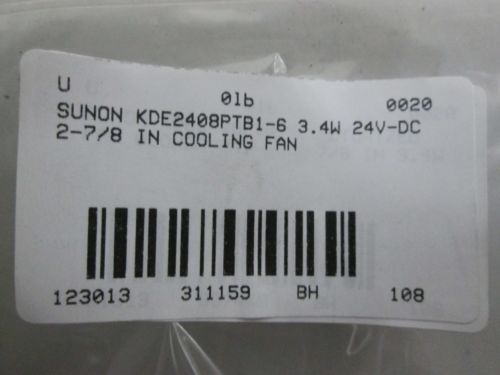 U 01b 0020
SUNON KDE2408PTB1-6 3.4W 24V-DC
2-7/8 IN COOLING FAN
123013 311159 BH 108